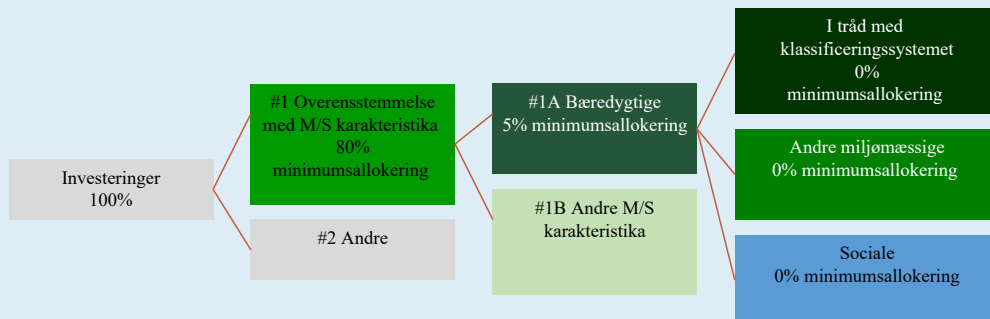 Investeringer
100%
#1 Overensstemmelse
med M/S karakteristika
80%
minimumsallokering
#2 Andre
#1A Bæredygtige
5% minimumsallokering
#1B Andre M/S
karakteristika
I tråd med
klassificeringssystemet
0%
minimumsallokering
Andre miljømæssige
0% minimumsallokering
Sociale
0% minimumsallokering